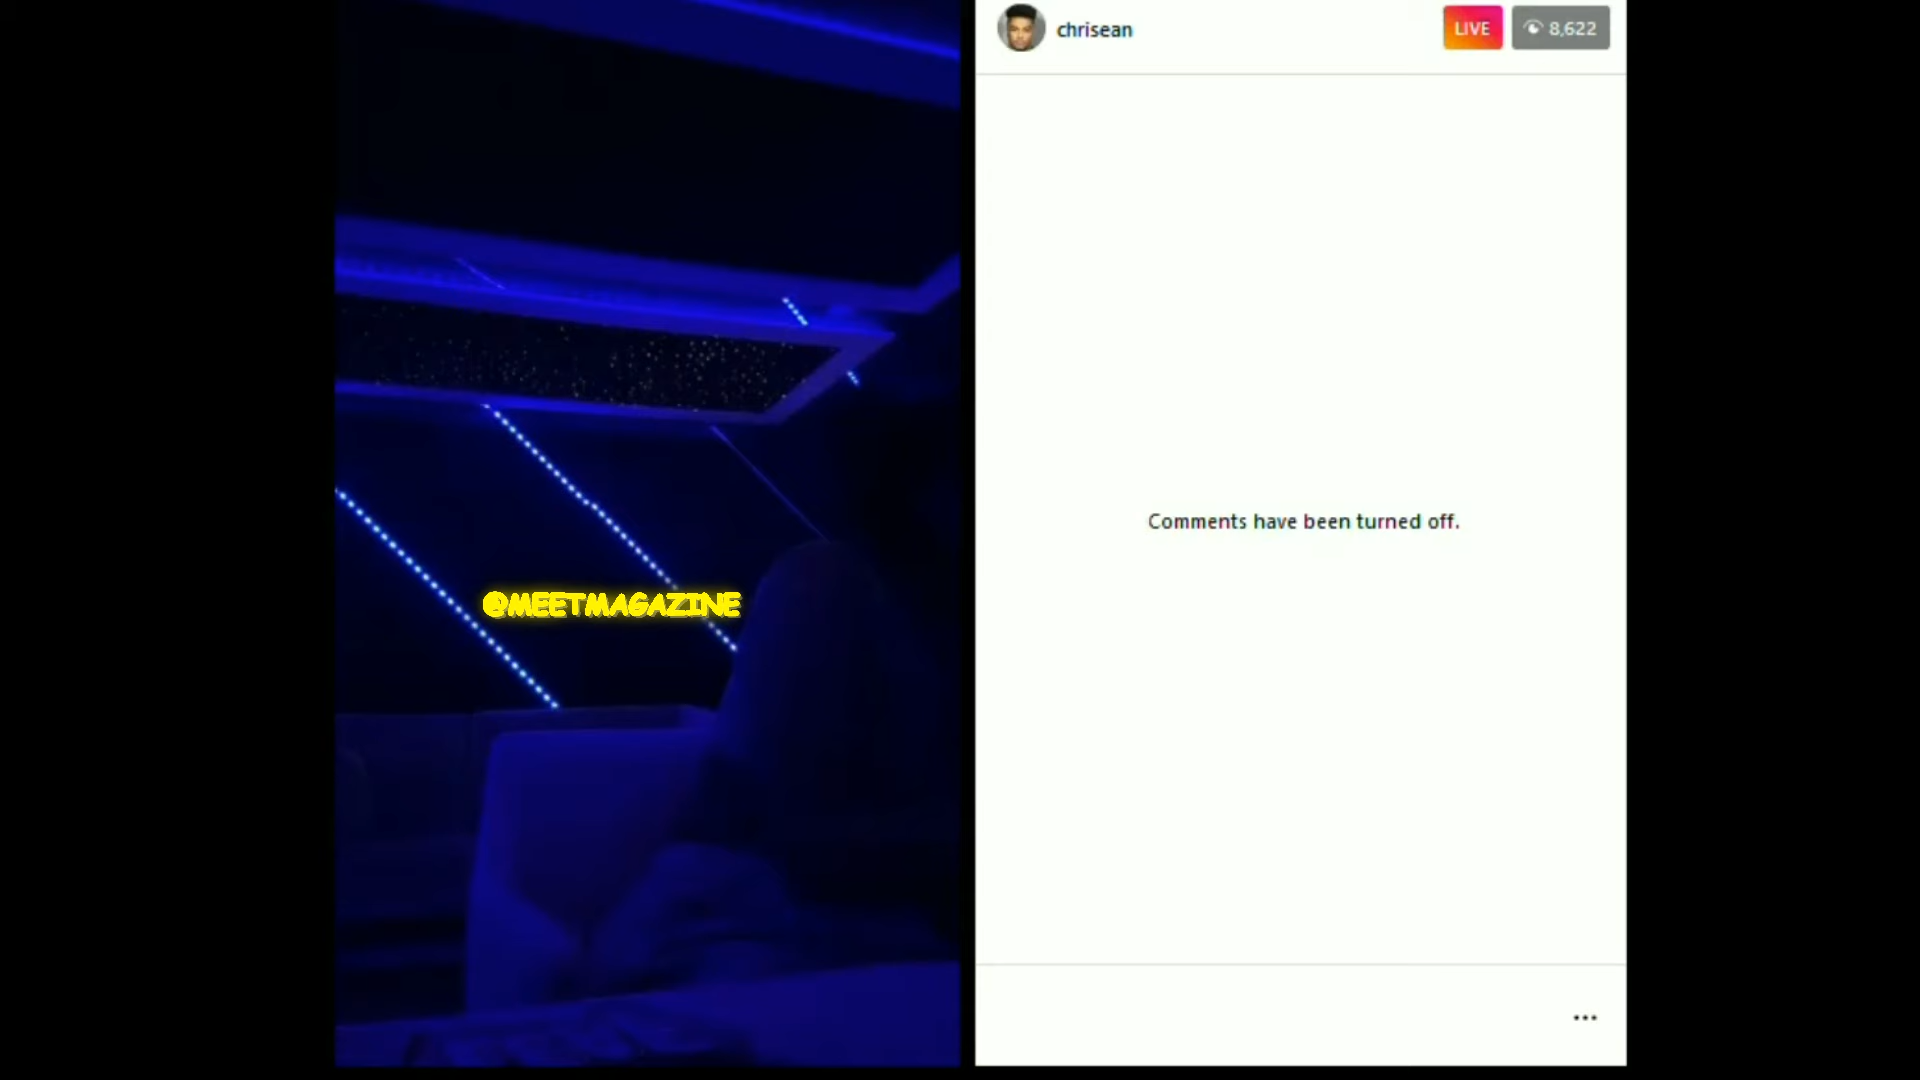 chrisean
LIVE
8,622
@MEETMAGAZINE
Comments have been turned off.